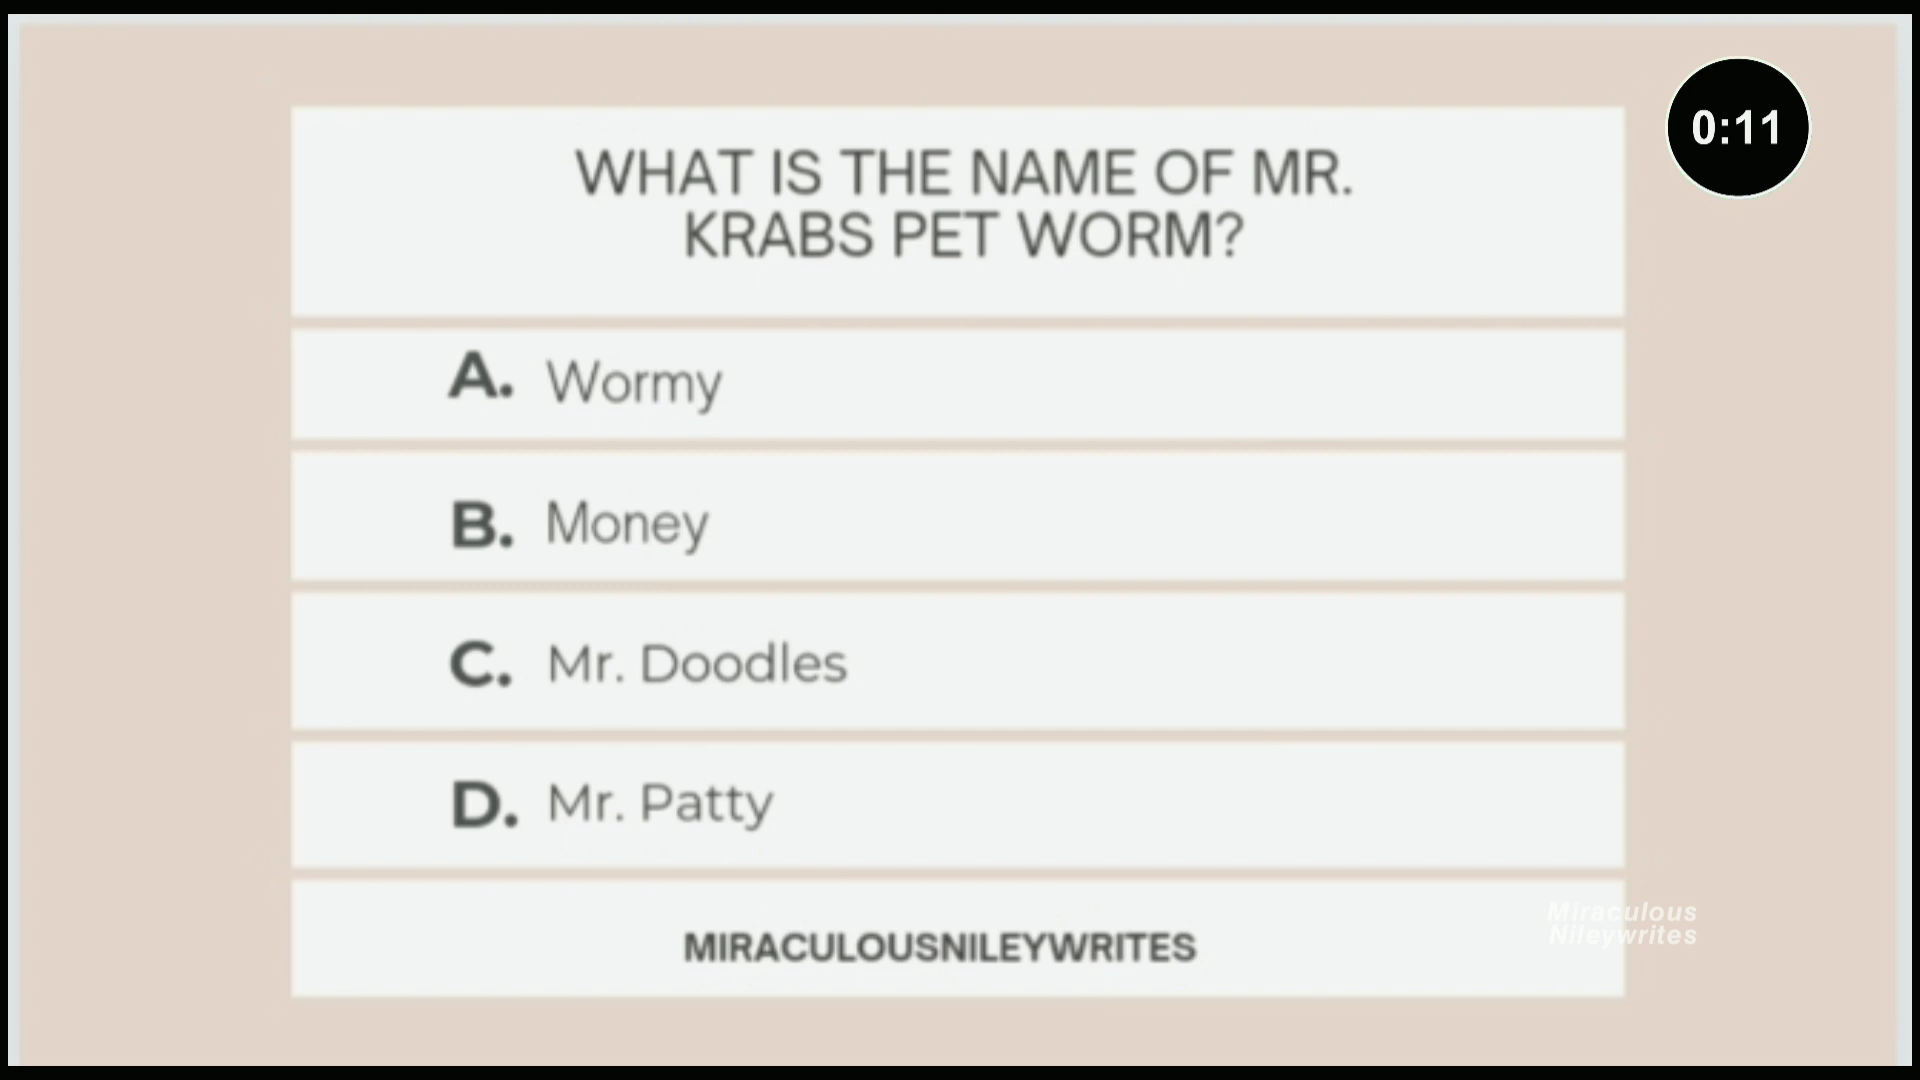 0:11
WHAT IS THE NAME OF MR.
KRABS PET WORM?
A. Wormy
B. Money
C. Mr. Doodles
D. Mr. Patty
MIRACULOUSNILEYWRITES
Miraculous
Nileywrites